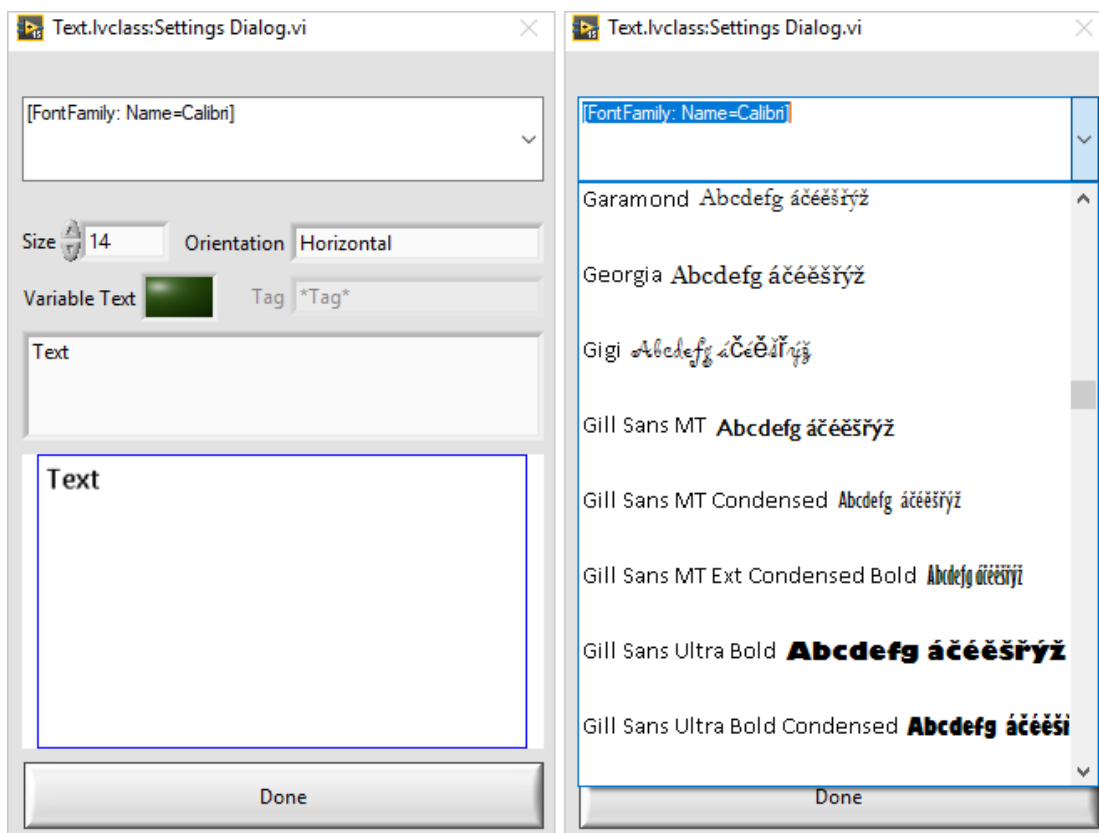 Text.lvclass:Settings Dialog.vi
[FontFamily: Name=Calibri]
Size 14 Orientation Horizontal
Variable Text Tag *Tag*
Text
Text
Done
Text.lvclass:Settings Dialog.vi
[FontFamily: Name=Calibri]
Garamond Abcdefg áčéěšřýž
Georgia Abcdefg áčéěšřýž
Gigi Abcdefg áčéěšřýž
Gill Sans MT Abcdefg áčéěšřýž
Gill Sans MT Condensed Abcdefg áčéěšřýž
Gill Sans MT Ext Condensed Bold Abcdefg áčéěšřýž
Gill Sans Ultra Bold Abcdefg áčéěšřýž
Gill Sans Ultra Bold Condensed Abcdefg áčéěši
Done